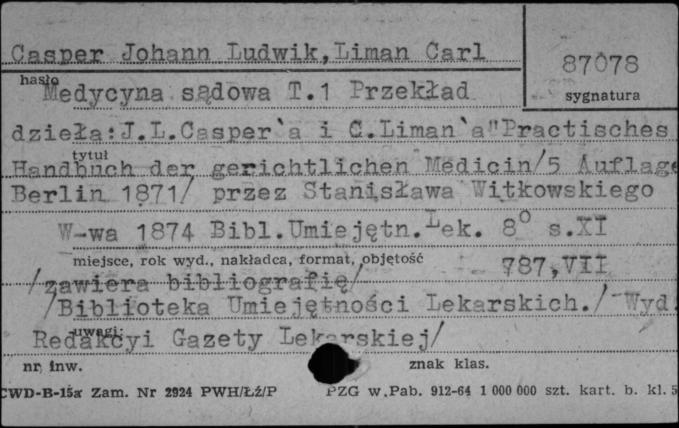 Casper Johann Ludwik, Liman Carl
87078
hasło
sygnatura
Medycyna sądowa T.1 Przekład
dzieła: J.L.Casper`a i C.Liman`a "Practisches
tytuł
Handbuch der gerichtlichen Medicin/5 Auflage
Berlin 1871/ przez Stanisława Witkowskiego
W-wa 1874 Bibl.Umiejętn.Lek. 8° s.XI
miejsce, rok wyd., nakładca, format, objętość
787,VII
/zawiera bibliografię/
/Biblioteka Umiejętności Lekarskich./ Wyd.
uwagi:
Redakcyi Gazety Lekarskiej/
nr. inw.
znak klas.
CWD-B-15a Zam. Nr 2924 PWH/Łź/P
PZG w.Pab. 912-64 1 000 000 szt. kart. b. kl. 5